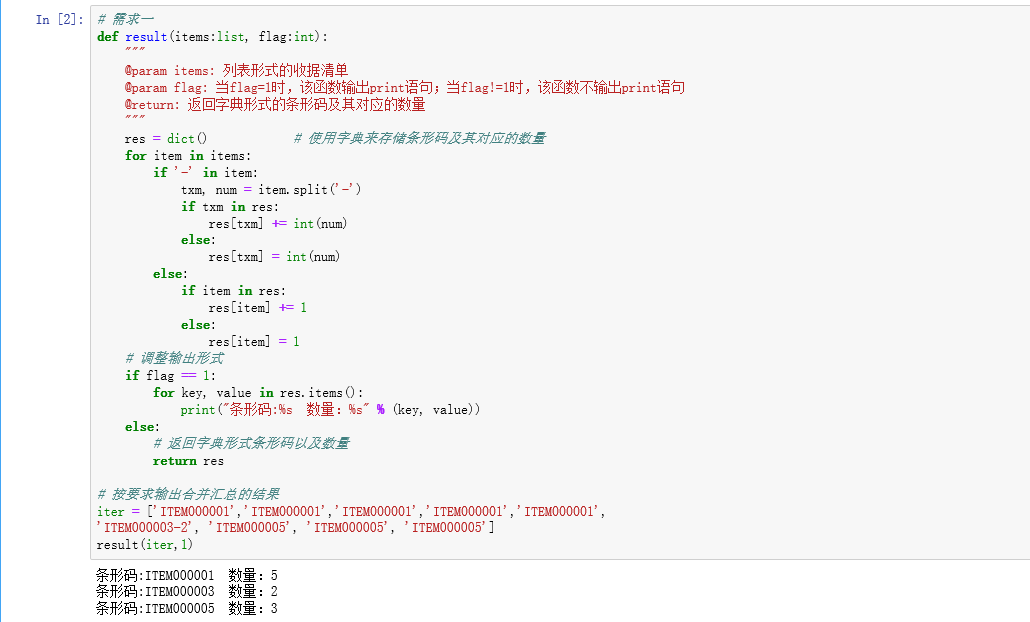 In [2]:
# 需求一
def result(items:list, flag:int):
    """
    @param items: 列表形式的收据清单
    @param flag: 当flag=1时，该函数输出print语句；当flag!=1时，该函数不输出print语句
    @return: 返回字典形式的条形码及其对应的数量
    """
    res = dict()            # 使用字典来存储条形码及其对应的数量
    for item in items:
        if '-' in item:
            txm, num = item.split('-')
            if txm in res:
                res[txm] += int(num)
            else:
                res[txm] = int(num)
        else:
            if item in res:
                res[item] += 1
            else:
                res[item] = 1
    # 调整输出形式
    if flag == 1:
        for key, value in res.items():
            print("条形码:%s  数量：%s" % (key, value))
    else:
        # 返回字典形式条形码以及数量
        return res
# 按要求输出合并汇总的结果
iter = ['ITEM000001','ITEM000001','ITEM000001','ITEM000001','ITEM000001',
'ITEM000003-2', 'ITEM000005', 'ITEM000005', 'ITEM000005']
result(iter,1)
条形码:ITEM000001  数量：5
条形码:ITEM000003  数量：2
条形码:ITEM000005  数量：3